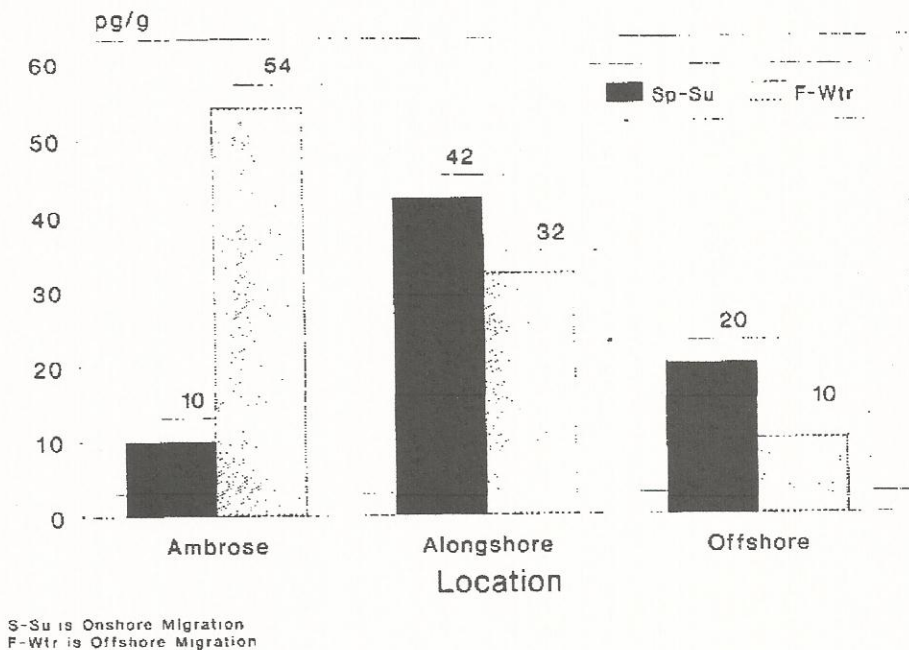 pg/g
60
50
40
30
20
10
0
54
10
42
32
20
10
Sp-Su F-Wtr
Ambrose Alongshore Offshore
Location
S-Su is Onshore Migration
F-Wtr is Offshore Migration